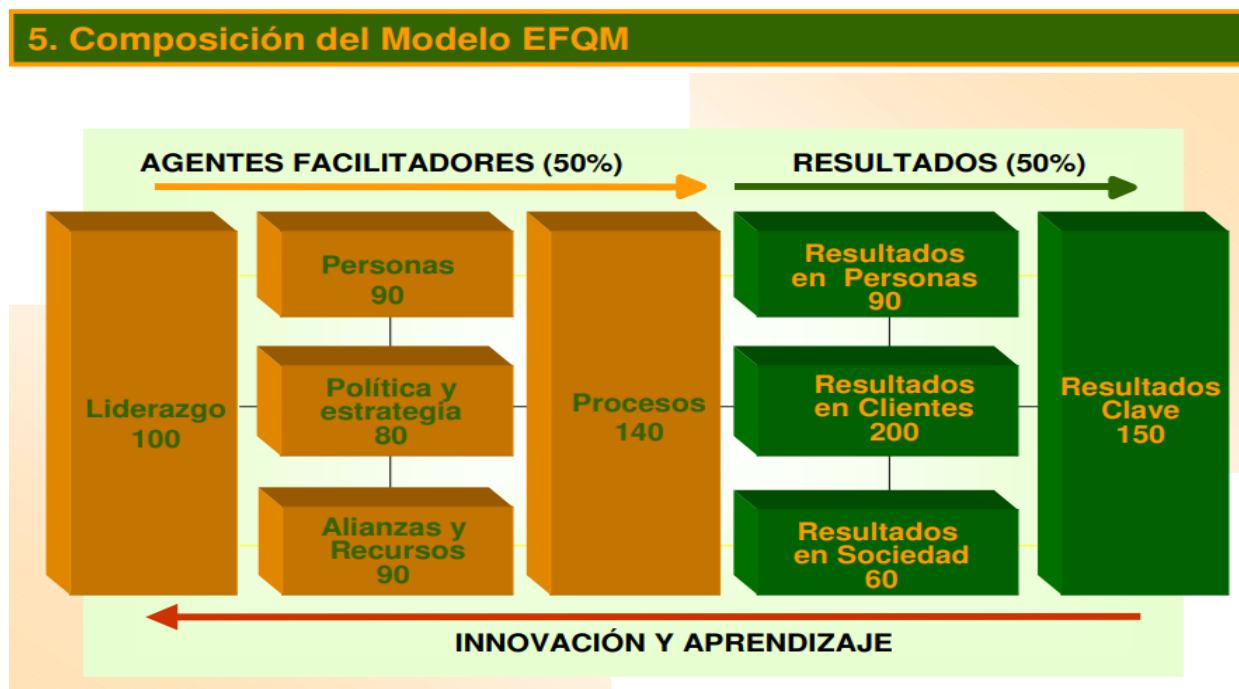 5. Composición del Modelo EFQM
AGENTES FACILITADORES (50%)
RESULTADOS (50%)
Liderazgo
100
Personas
90
Política y
estrategia
80
Alianzas y
Recursos
90
Procesos
140
Resultados
en Personas
90
Resultados
en Clientes
200
Resultados
en Sociedad
60
Resultados
Clave
150
INNOVACIÓN Y APRENDIZAJE